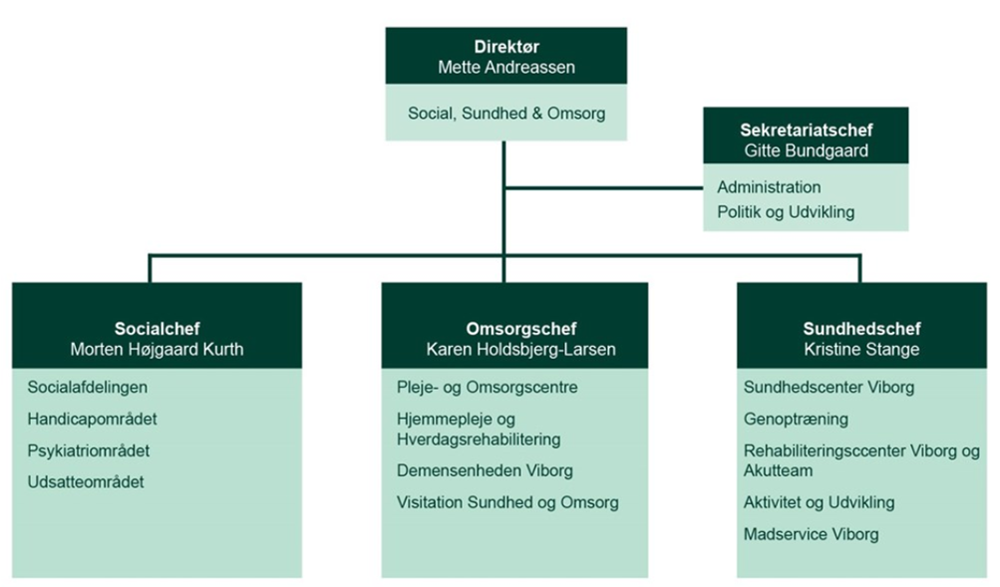 Direktør
Mette Andreassen
Social, Sundhed & Omsorg
Sekretariatschef
Gitte Bundgaard
Administration
Politik og Udvikling
Socialchef
Morten Højgaard Kurth
Socialafdelingen
Handicapområdet
Psykiatriområdet
Udsatteområdet
Omsorgschef
Karen Holdsbjerg-Larsen
Pleje- og Omsorgscentre
Hjemmepleje og
Hverdagsrehabilitering
Demensenheden Viborg
Visitation Sundhed og Omsorg
Sundhedschef
Kristine Stange
Sundhedscenter Viborg
Genoptræning
Rehabiliteringsccenter Viborg og
Akutteam
Aktivitet og Udvikling
Madservice Viborg